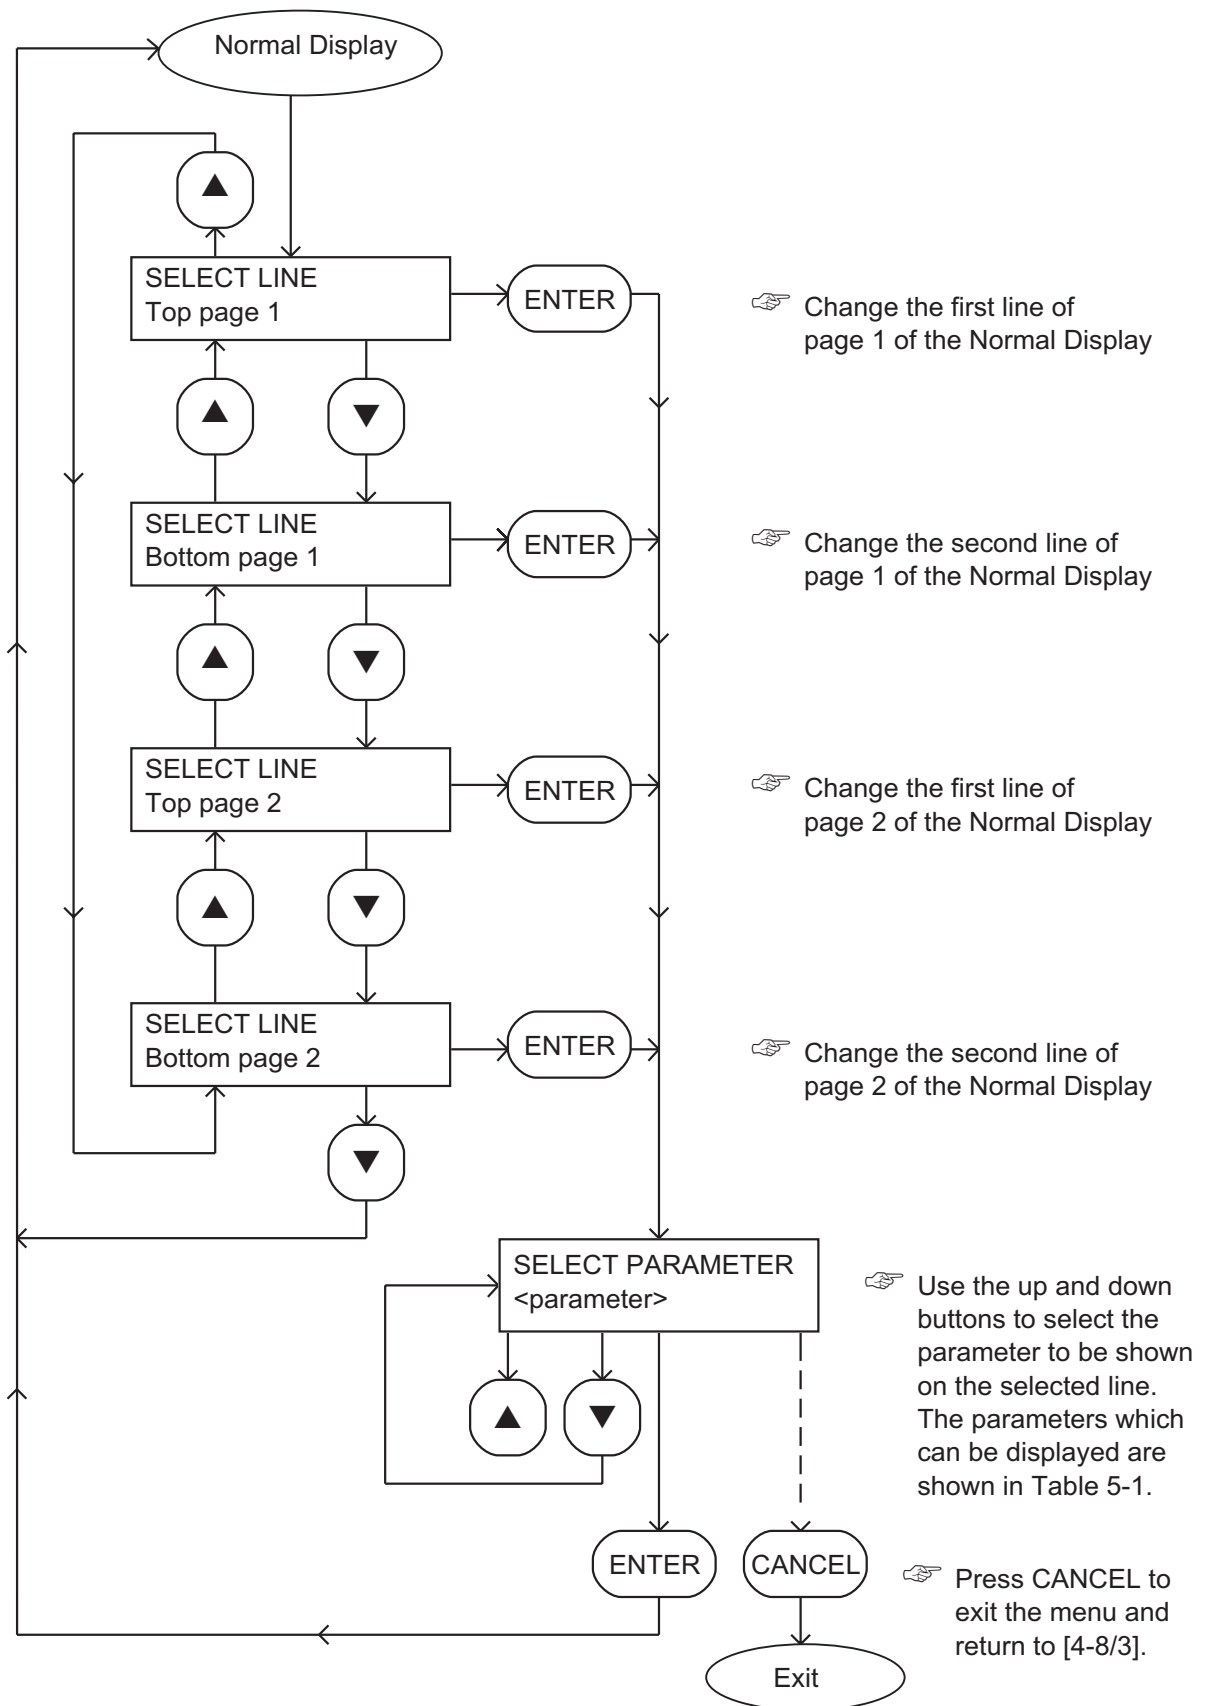 Normal Display
▲
SELECT LINE
Top page 1
ENTER
☞ Change the first line of
page 1 of the Normal Display
▲ ▼
SELECT LINE
Bottom page 1
ENTER
☞ Change the second line of
page 1 of the Normal Display
▲ ▼
SELECT LINE
Top page 2
ENTER
☞ Change the first line of
page 2 of the Normal Display
▲ ▼
SELECT LINE
Bottom page 2
ENTER
☞ Change the second line of
page 2 of the Normal Display
▼
SELECT PARAMETER
<parameter>
☞ Use the up and down
buttons to select the
parameter to be shown
on the selected line.
The parameters which
can be displayed are
shown in Table 5-1.
▲ ▼
ENTER
CANCEL
☞ Press CANCEL to
exit the menu and
return to [4-8/3].
Exit